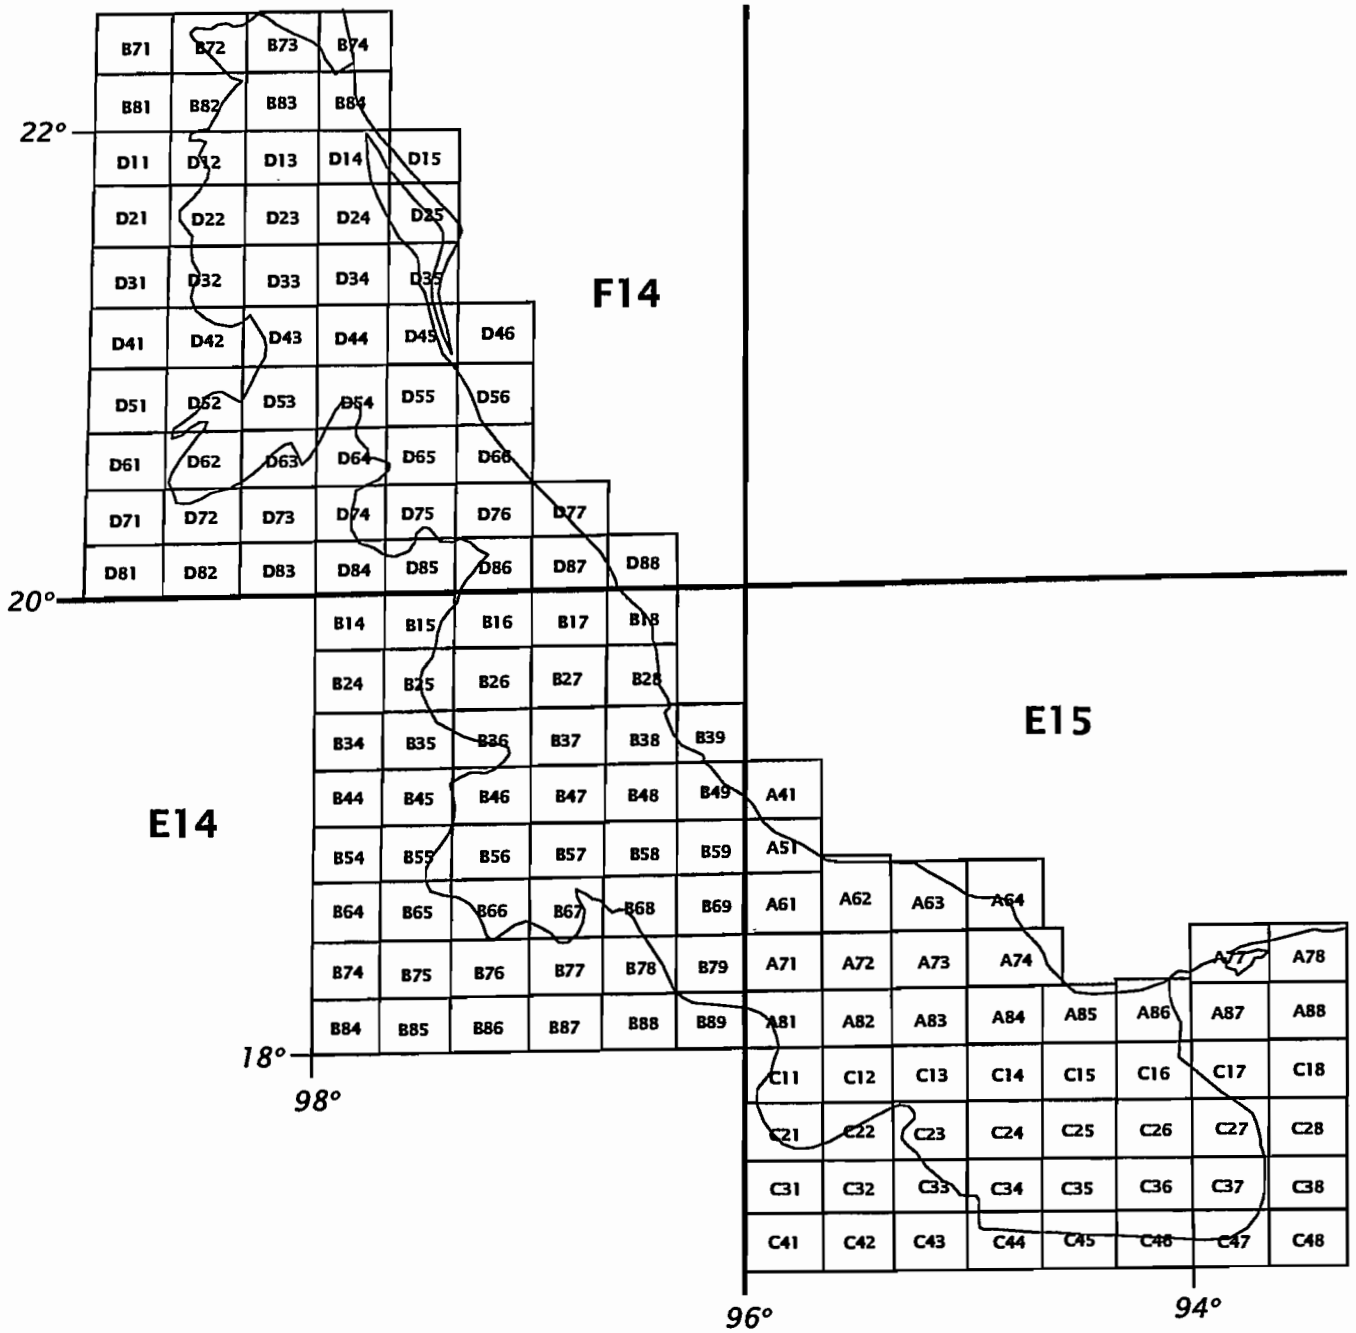 B71 B72 B73 B74
B81 B82 B83 B84
22°
D11 D12 D13 D14 D15
D21 D22 D23 D24 D25
D31 D32 D33 D34 D35
F14
D41 D42 D43 D44 D45 D46
D51 D52 D53 D54 D55 D56
D61 D62 D63 D64 D65 D66
D71 D72 D73 D74 D75 D76 D77
D81 D82 D83 D84 D85 D86 D87 D88
20°
B14 B15 B16 B17 B18
B24 B25 B26 B27 B28
E15
B34 B35 B36 B37 B38 B39
B44 B45 B46 B47 B48 B49 A41
E14
B54 B55 B56 B57 B58 B59 A51
B64 B65 B66 B67 B68 B69 A61 A62 A63 A64
B74 B75 B76 B77 B78 B79 A71 A72 A73 A74 A77 A78
B84 B85 B86 B87 B88 B89 A81 A82 A83 A84 A85 A86 A87 A88
18°
C11 C12 C13 C14 C15 C16 C17 C18
98°
C21 C22 C23 C24 C25 C26 C27 C28
C31 C32 C33 C34 C35 C36 C37 C38
C41 C42 C43 C44 C45 C46 C47 C48
96° 94°